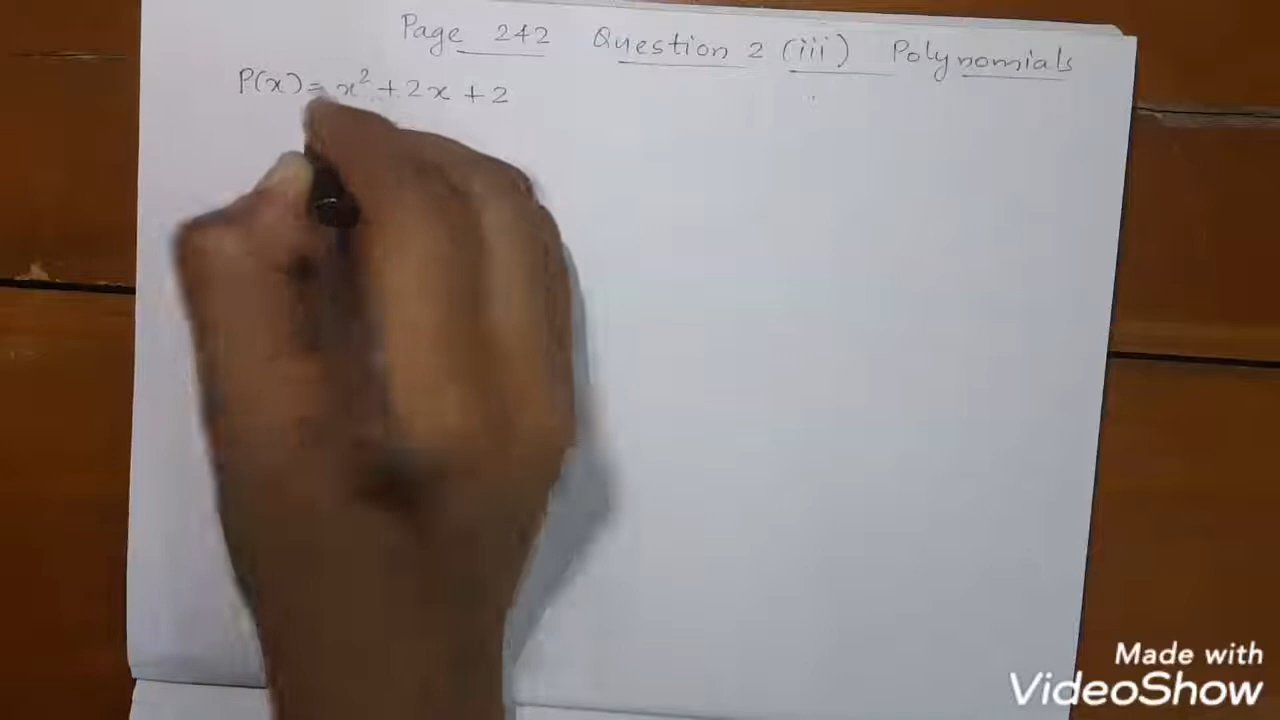 Page 242 Question 2 (iii) Polynomials
P(x) = x² + 2x + 2
Made with
VideoShow